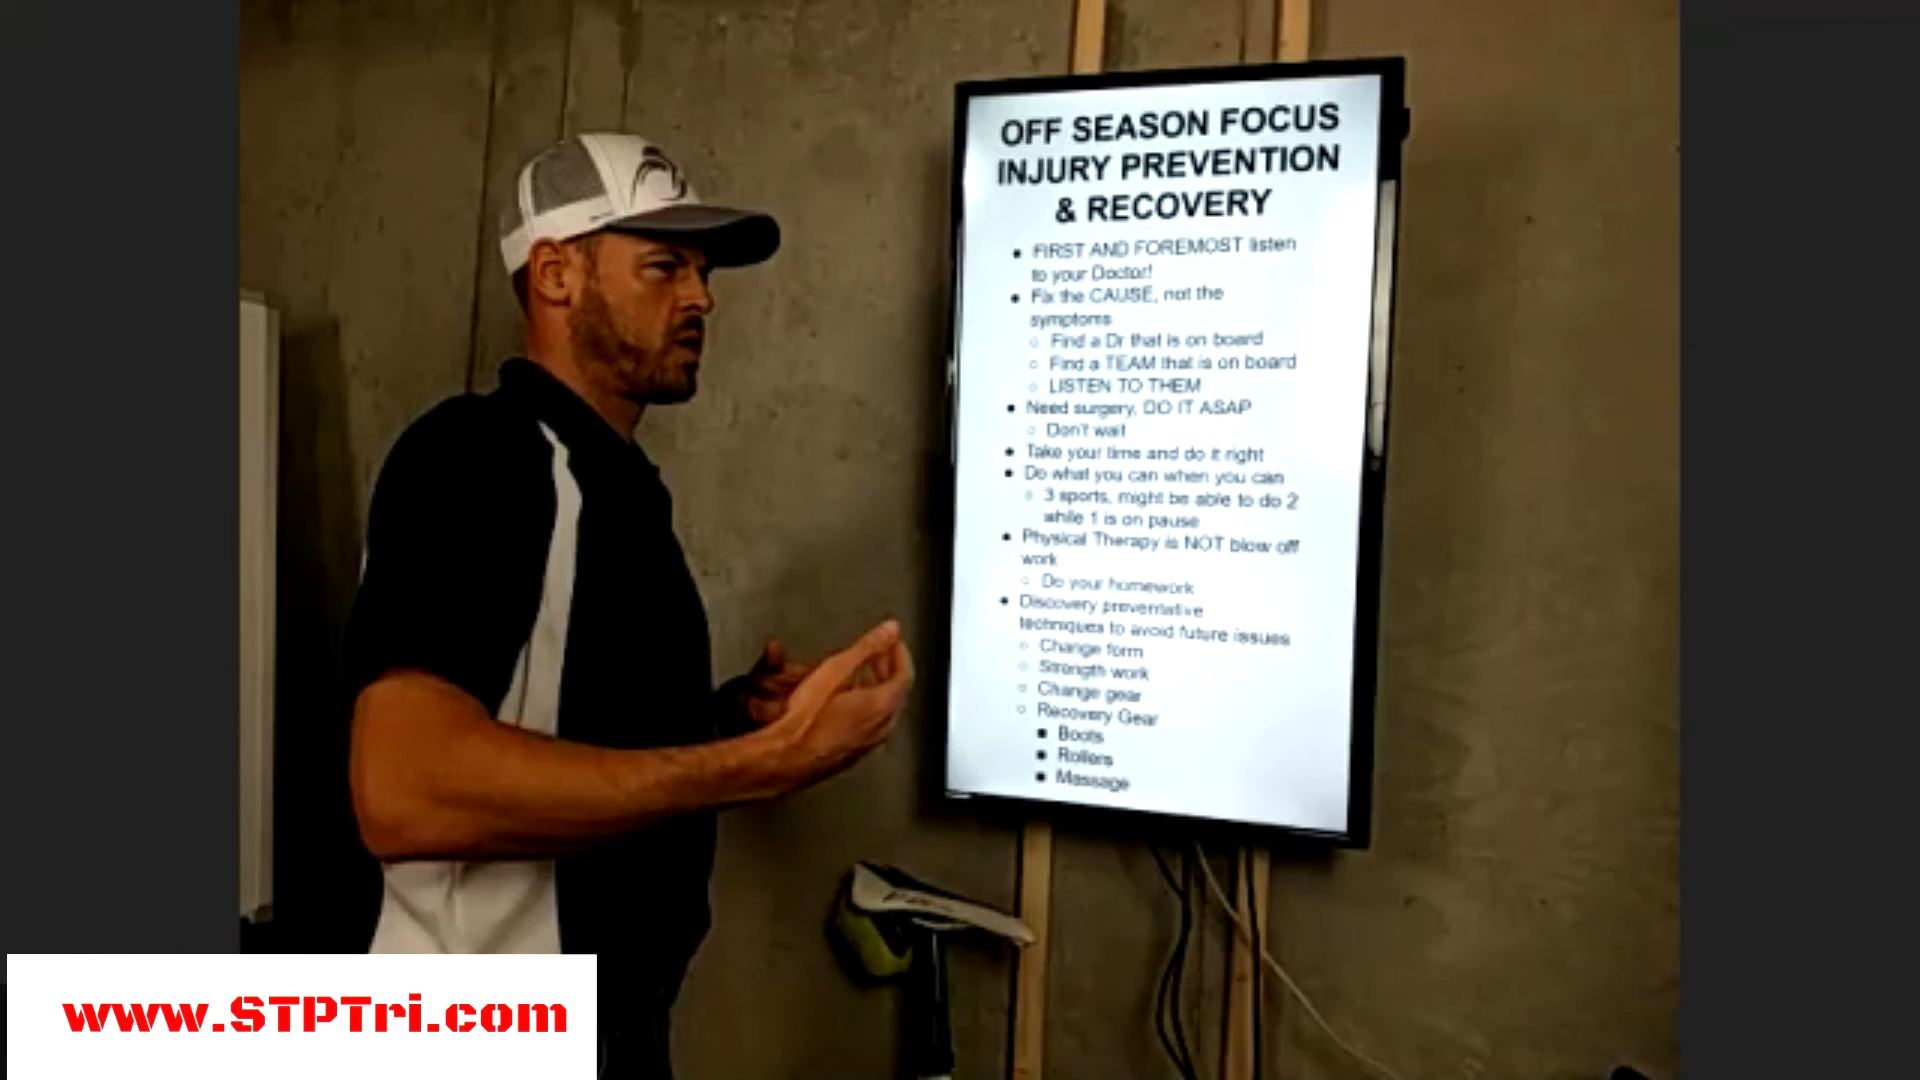 OFF SEASON FOCUS
INJURY PREVENTION
& RECOVERY
• FIRST AND FOREMOST listen
to your Doctor!
• Fix the CAUSE, not the
symptoms
○ Find a Dr that is on board
○ Find a TEAM that is on board
○ LISTEN TO THEM
• Need surgery, DO IT ASAP
○ Don't wait
• Take your time and do it right
• Do what you can when you can
○ 3 sports, might be able to do 2
while 1 is on pause
• Physical Therapy is NOT blow off
work
○ Do your homework
• Discovery preventative
techniques to avoid future issues
○ Change form
○ Strength work
○ Change gear
○ Recovery Gear
■ Boots
■ Rollers
■ Massage
www.STPTri.com